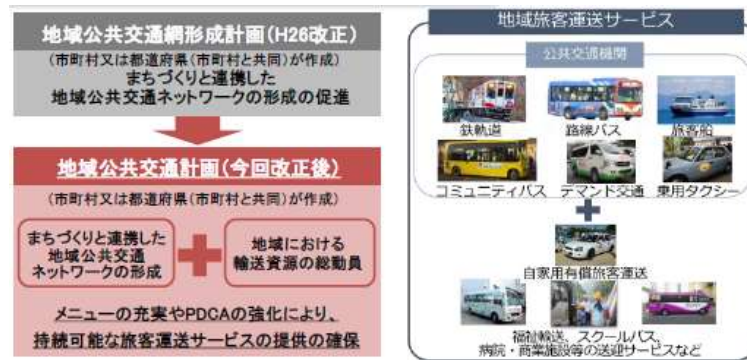 地域公共交通網形成計画(H26改正)
(市町村又は都道府県(市町村と共同)が作成)
まちづくりと連携した
地域公共交通ネットワークの形成の促進
地域公共交通計画(今回改正後)
(市町村又は都道府県(市町村と共同)が作成)
まちづくりと連携した
地域公共交通
ネットワークの形成
地域における
輸送資源の総動員
メニューの充実やPDCAの強化により、
持続可能な旅客運送サービスの提供の確保
地域旅客運送サービス
公共交通機関
鉄軌道
路線バス
旅客船
コミュニティバス
デマンド交通
乗用タクシー
自家用有償旅客運送
福祉輸送、スクールバス、
病院・商業施設等の送迎サービスなど